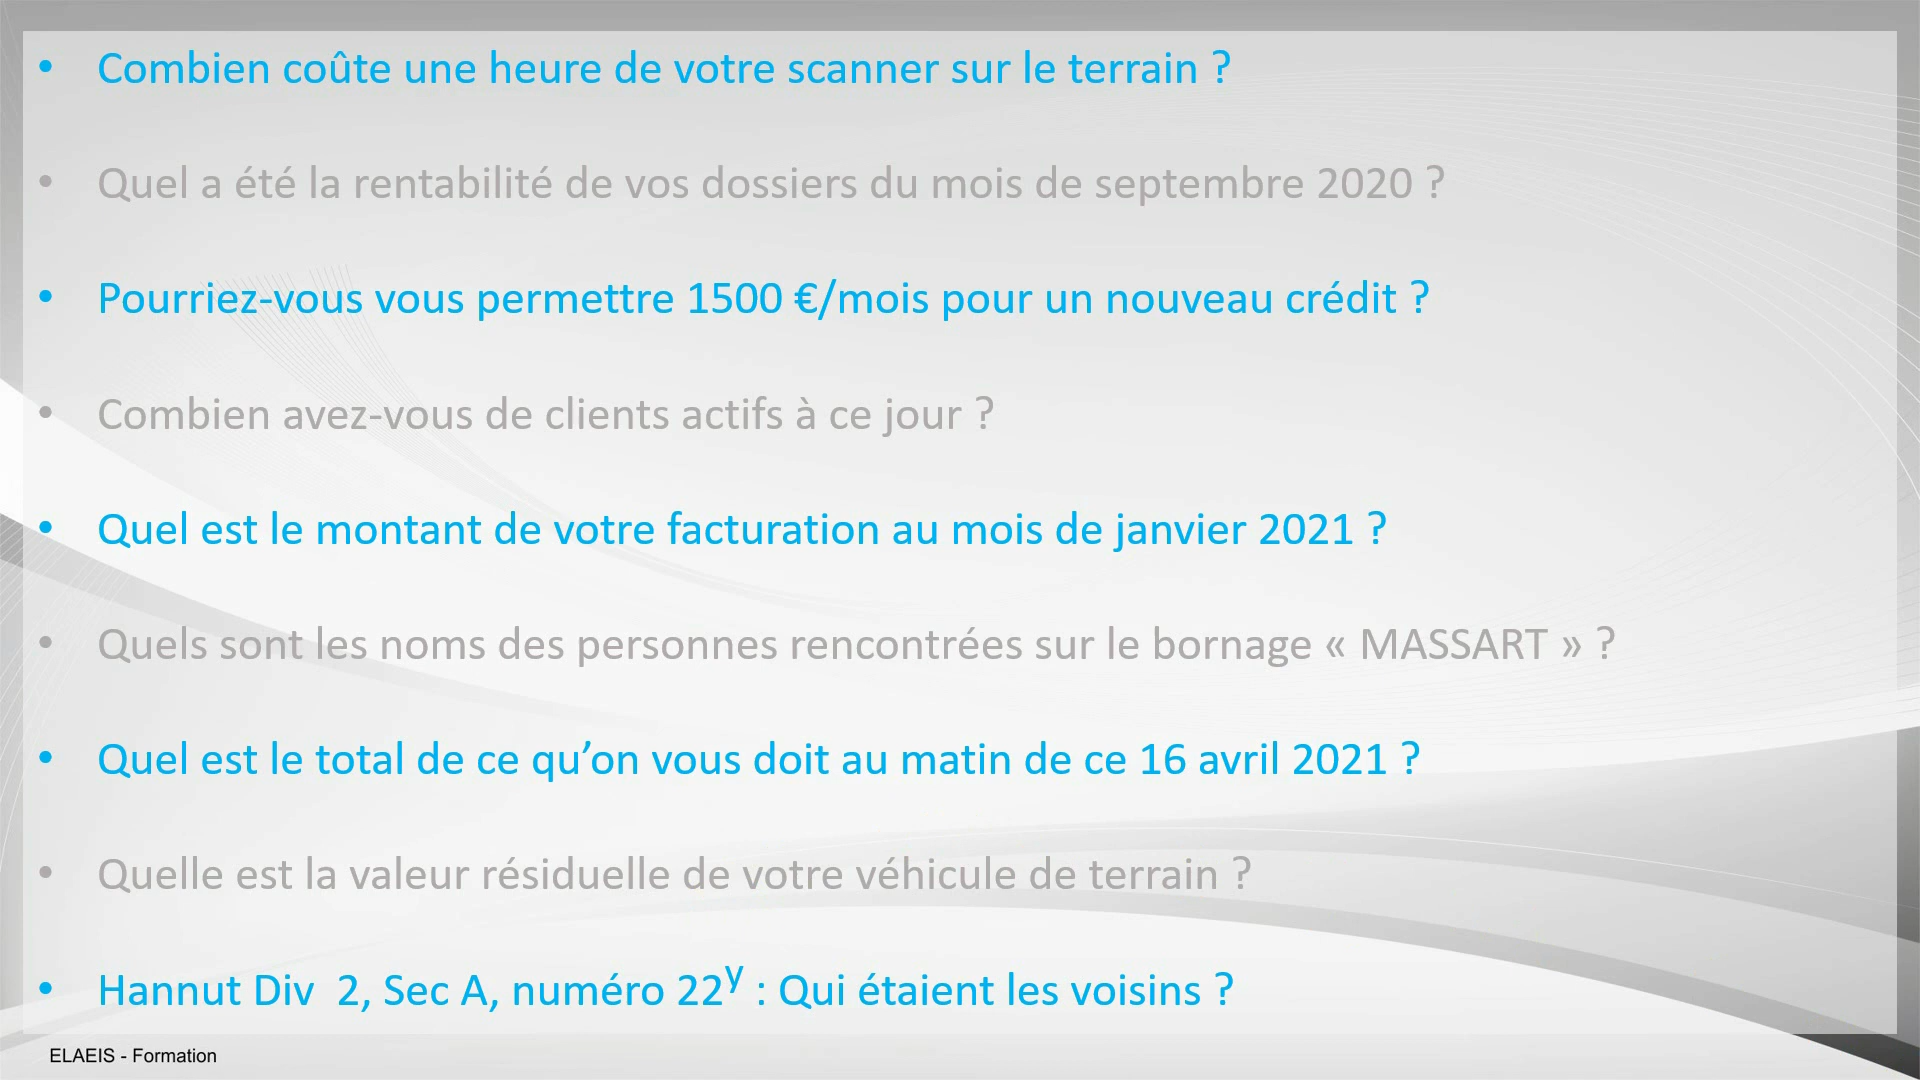 • Combien coûte une heure de votre scanner sur le terrain ?
• Quel a été la rentabilité de vos dossiers du mois de septembre 2020 ?
• Pourriez-vous vous permettre 1500 €/mois pour un nouveau crédit ?
• Combien avez-vous de clients actifs à ce jour ?
• Quel est le montant de votre facturation au mois de janvier 2021 ?
• Quels sont les noms des personnes rencontrées sur le bornage « MASSART » ?
• Quel est le total de ce qu’on vous doit au matin de ce 16 avril 2021 ?
• Quelle est la valeur résiduelle de votre véhicule de terrain ?
• Hannut Div  2, Sec A, numéro 22ʸ : Qui étaient les voisins ?
ELAEIS - Formation